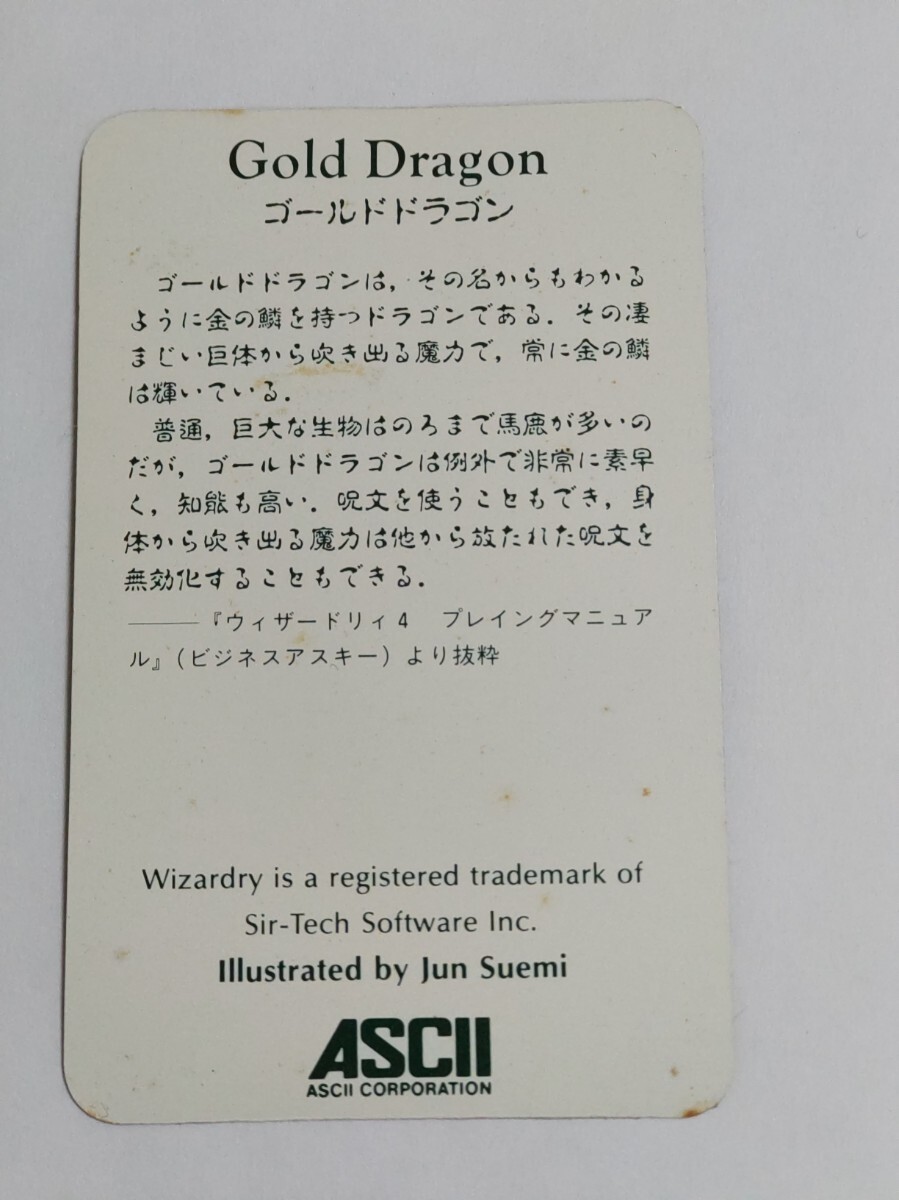 Gold Dragon
ゴールドドラゴン
ゴールドドラゴンは，その名からもわかる
ように金の鱗を持つドラゴンである．その凄
まじい巨体から吹き出る魔力で，常に金の鱗
は輝いている．
普通，巨大な生物はのろまで馬鹿が多いの
だが，ゴールドドラゴンは例外で非常に素早
く，知能も高い．呪文を使うこともでき，身
体から吹き出る魔力は他から放たれた呪文を
無効化することもできる．
———『ウィザードリィ4　プレイングマニュア
ル』（ビジネスアスキー）より抜粋
Wizardry is a registered trademark of
Sir-Tech Software Inc.
Illustrated by Jun Suemi
ASCII
ASCII CORPORATION